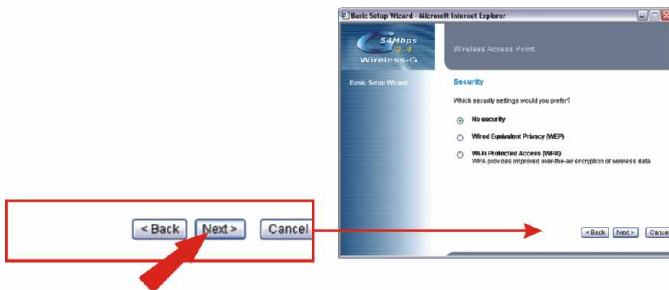 Basic Setup Wizard - Microsoft Internet Explorer
54Mbps
2.4
Wireless-G
Wireless Access Point
Basic Setup Wizard
Security
Which security settings would you prefer?
No security
Wired Equivalent Privacy (WEP)
Wi-Fi Protected Access (WPA)
WPA provides improved over-the-air encryption of wireless data
< Back Next > Cancel
< Back Next > Cancel